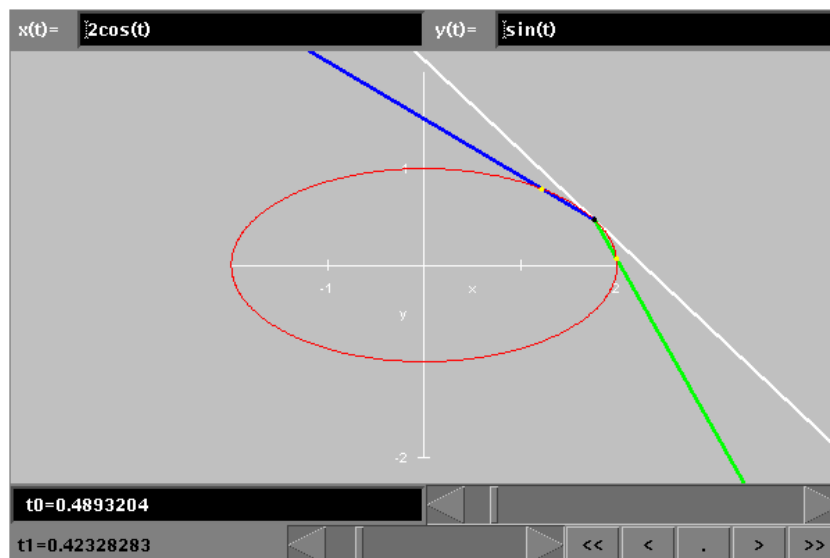 x(t)= 2cos(t) y(t)= sin(t)
1
-1 x 2
y
-2
t0=0.4893204
t1=0.42328283 << < . > >>